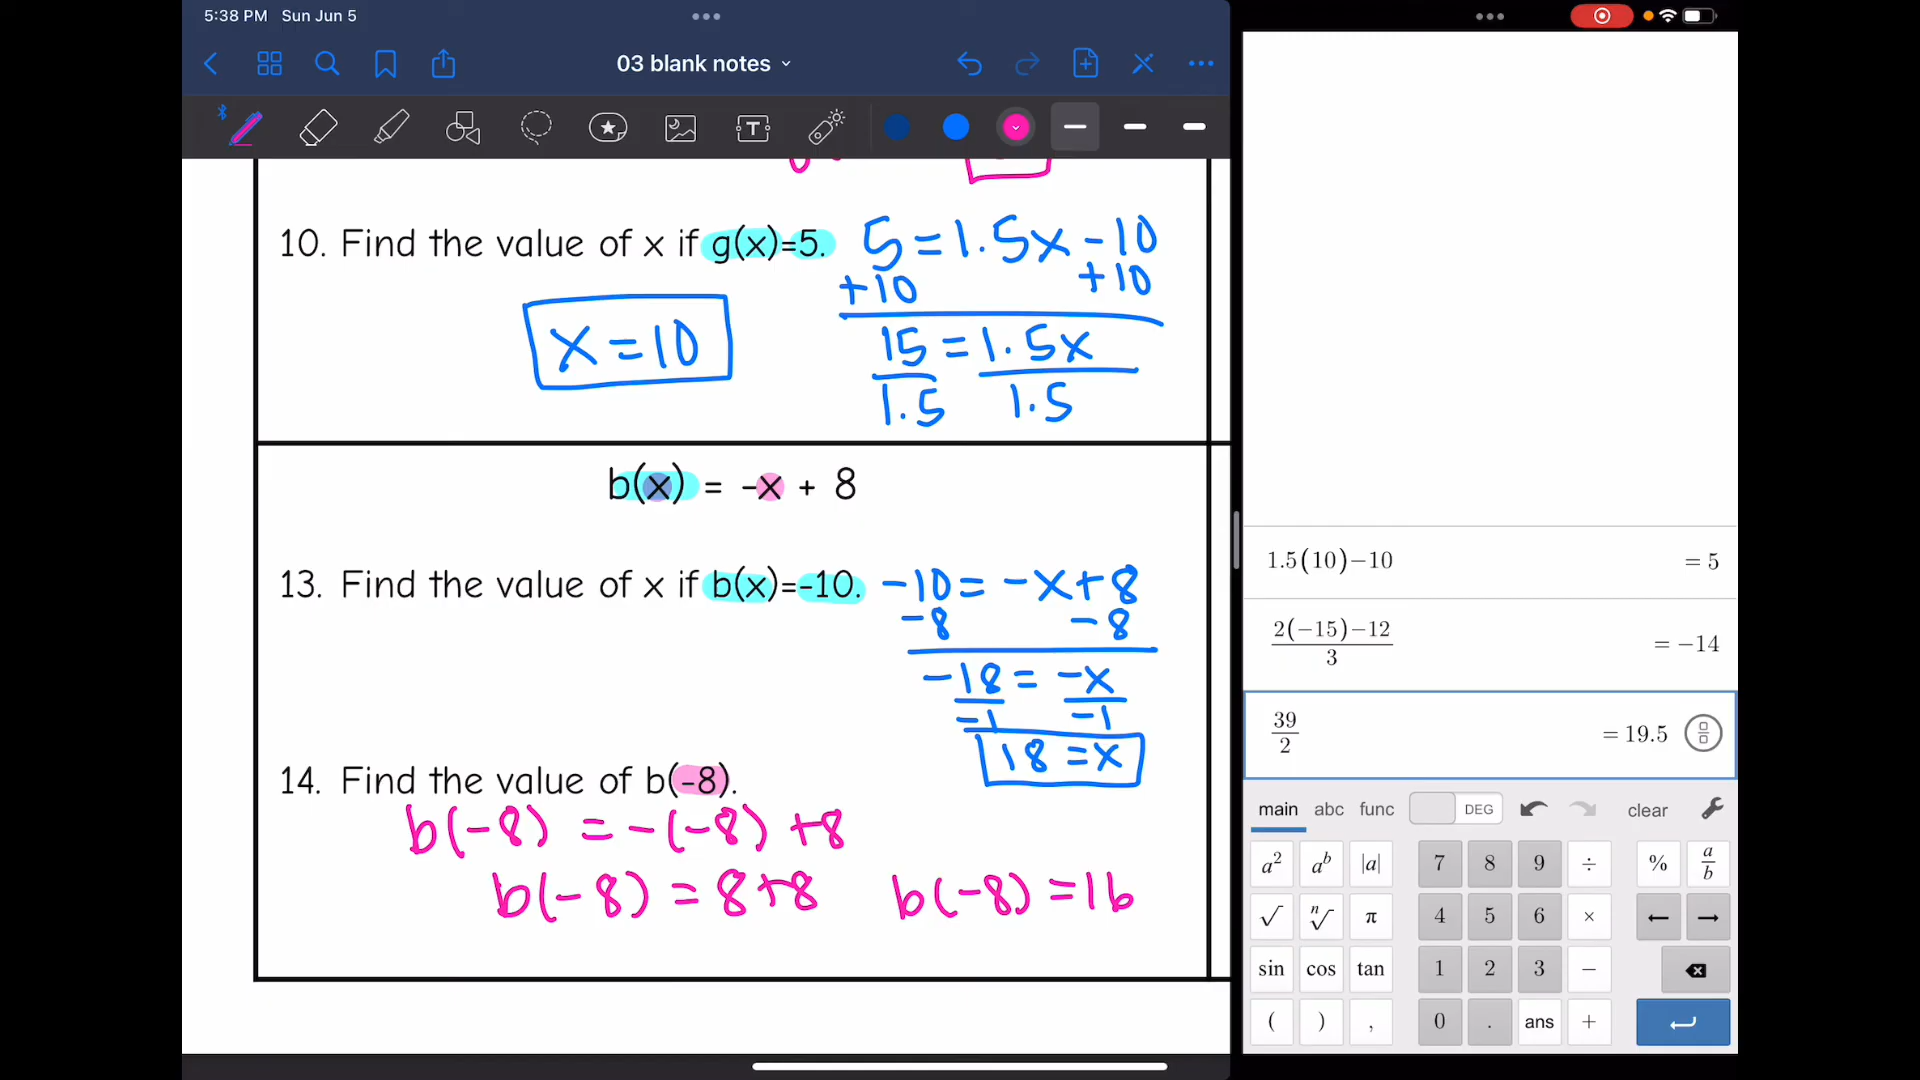 5:38 PM Sun Jun 5
03 blank notes
T
10. Find the value of x if g(x)=5. 5=1.5x-10
+10 +10
x=10 15=1.5x
1.5 1.5
b(x) = -x + 8
13. Find the value of x if b(x)=-10. -10=-x+8
-8 -8
-18=-x
-1 -1
18=x
14. Find the value of b(-8).
b(-8) =-(-8) +8
b(-8)=8+8 b(-8)=16
1.5(10)−10 = 5
2(−15)−12
3
= −14
39
2
= 19.5
main abc func DEG clear
a² aᵇ |a| 7 8 9 ÷ % a/b
√ ⁿ√ π 4 5 6 × ← →
sin cos tan 1 2 3 −
( ) , 0 . ans +